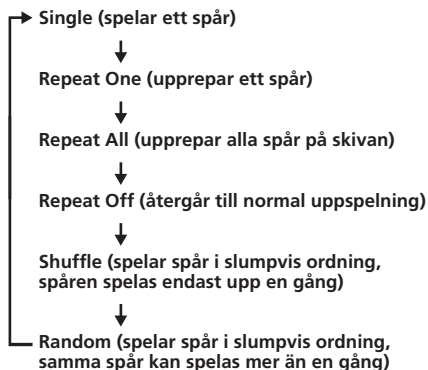 Single (spelar ett spår)
Repeat One (upprepar ett spår)
Repeat All (upprepar alla spår på skivan)
Repeat Off (återgår till normal uppspelning)
Shuffle (spelar spår i slumpvis ordning,
spåren spelas endast upp en gång)
Random (spelar spår i slumpvis ordning,
samma spår kan spelas mer än en gång)